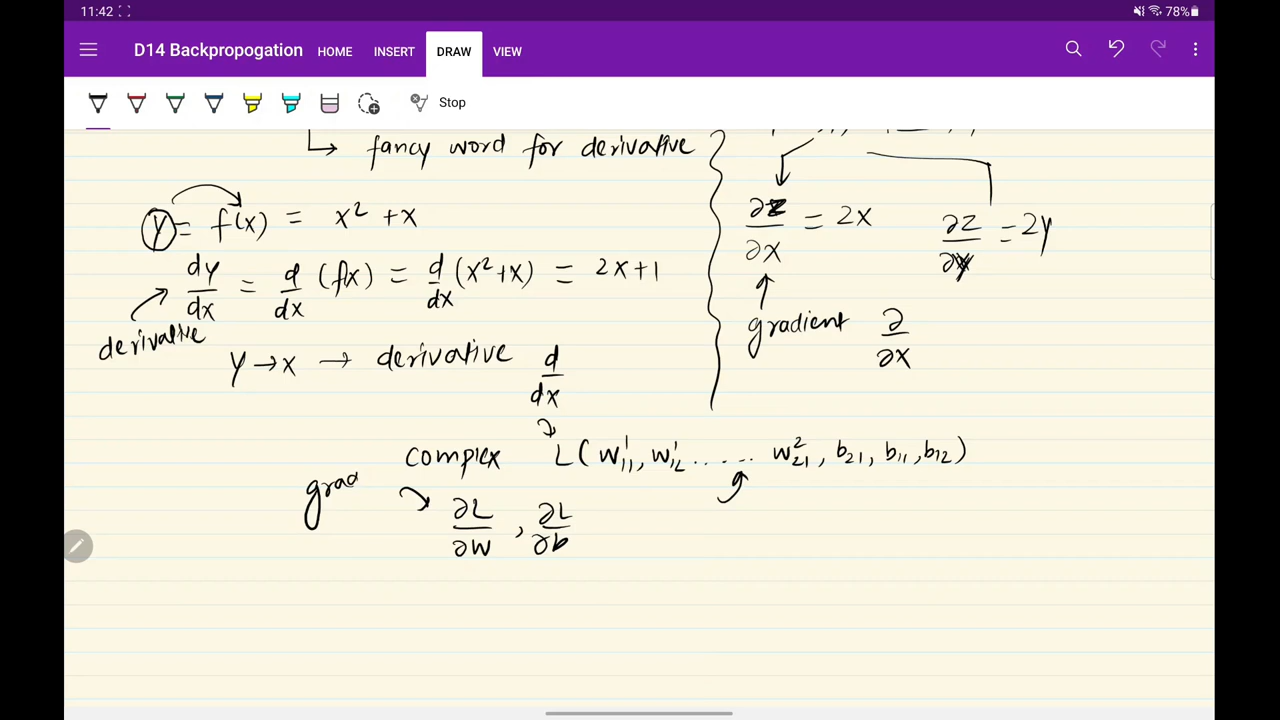 11:42
78%
D14 Backpropogation HOME INSERT DRAW VIEW
Stop
↳ fancy word for derivative
y = f(x) = x² + x
dy/dx = d/dx (f(x) = d/dx (x²+x) = 2x+1
derivative
y → x → derivative d/dx
∂z/∂x = 2x ∂z/∂y = 2y
gradient ∂/∂x
complex L(w¹₁₁, w¹₁₂ ...... w²₂₁, b₂₁, b₁₁, b₁₂)
grad
∂L/∂w , ∂L/∂b